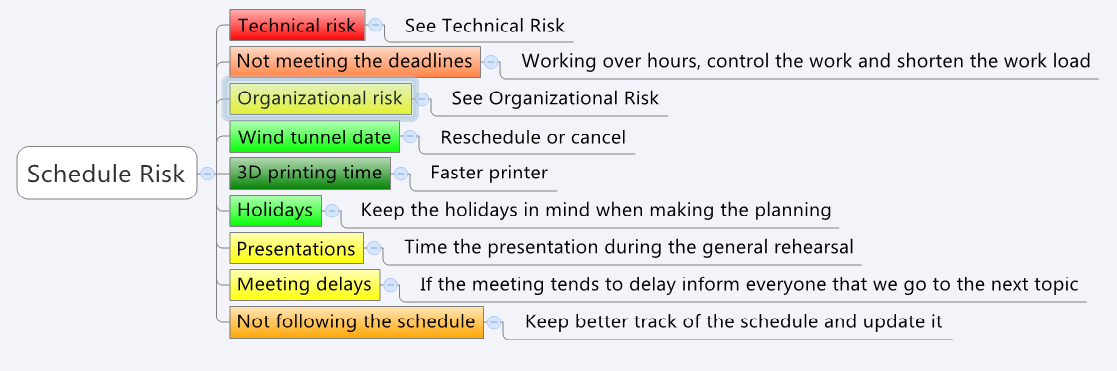 Schedule Risk
Technical risk
See Technical Risk
Not meeting the deadlines
Working over hours, control the work and shorten the work load
Organizational risk
See Organizational Risk
Wind tunnel date
Reschedule or cancel
3D printing time
Faster printer
Holidays
Keep the holidays in mind when making the planning
Presentations
Time the presentation during the general rehearsal
Meeting delays
If the meeting tends to delay inform everyone that we go to the next topic
Not following the schedule
Keep better track of the schedule and update it